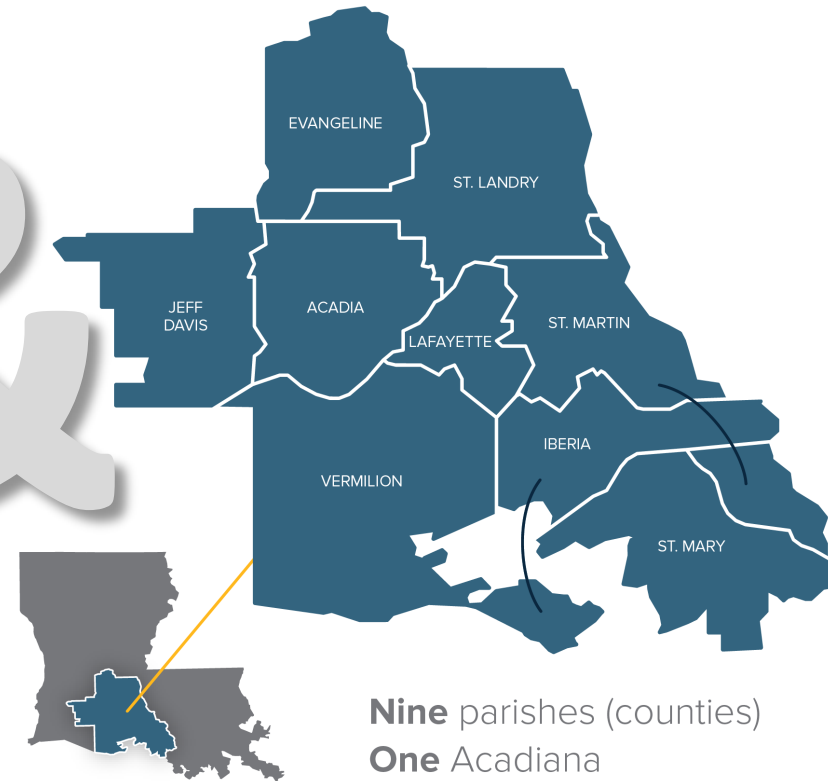 EVANGELINE
ST. LANDRY
JEFF
DAVIS
ACADIA
LAFAYETTE
ST. MARTIN
IBERIA
VERMILION
ST. MARY
&
Nine parishes (counties)
One Acadiana